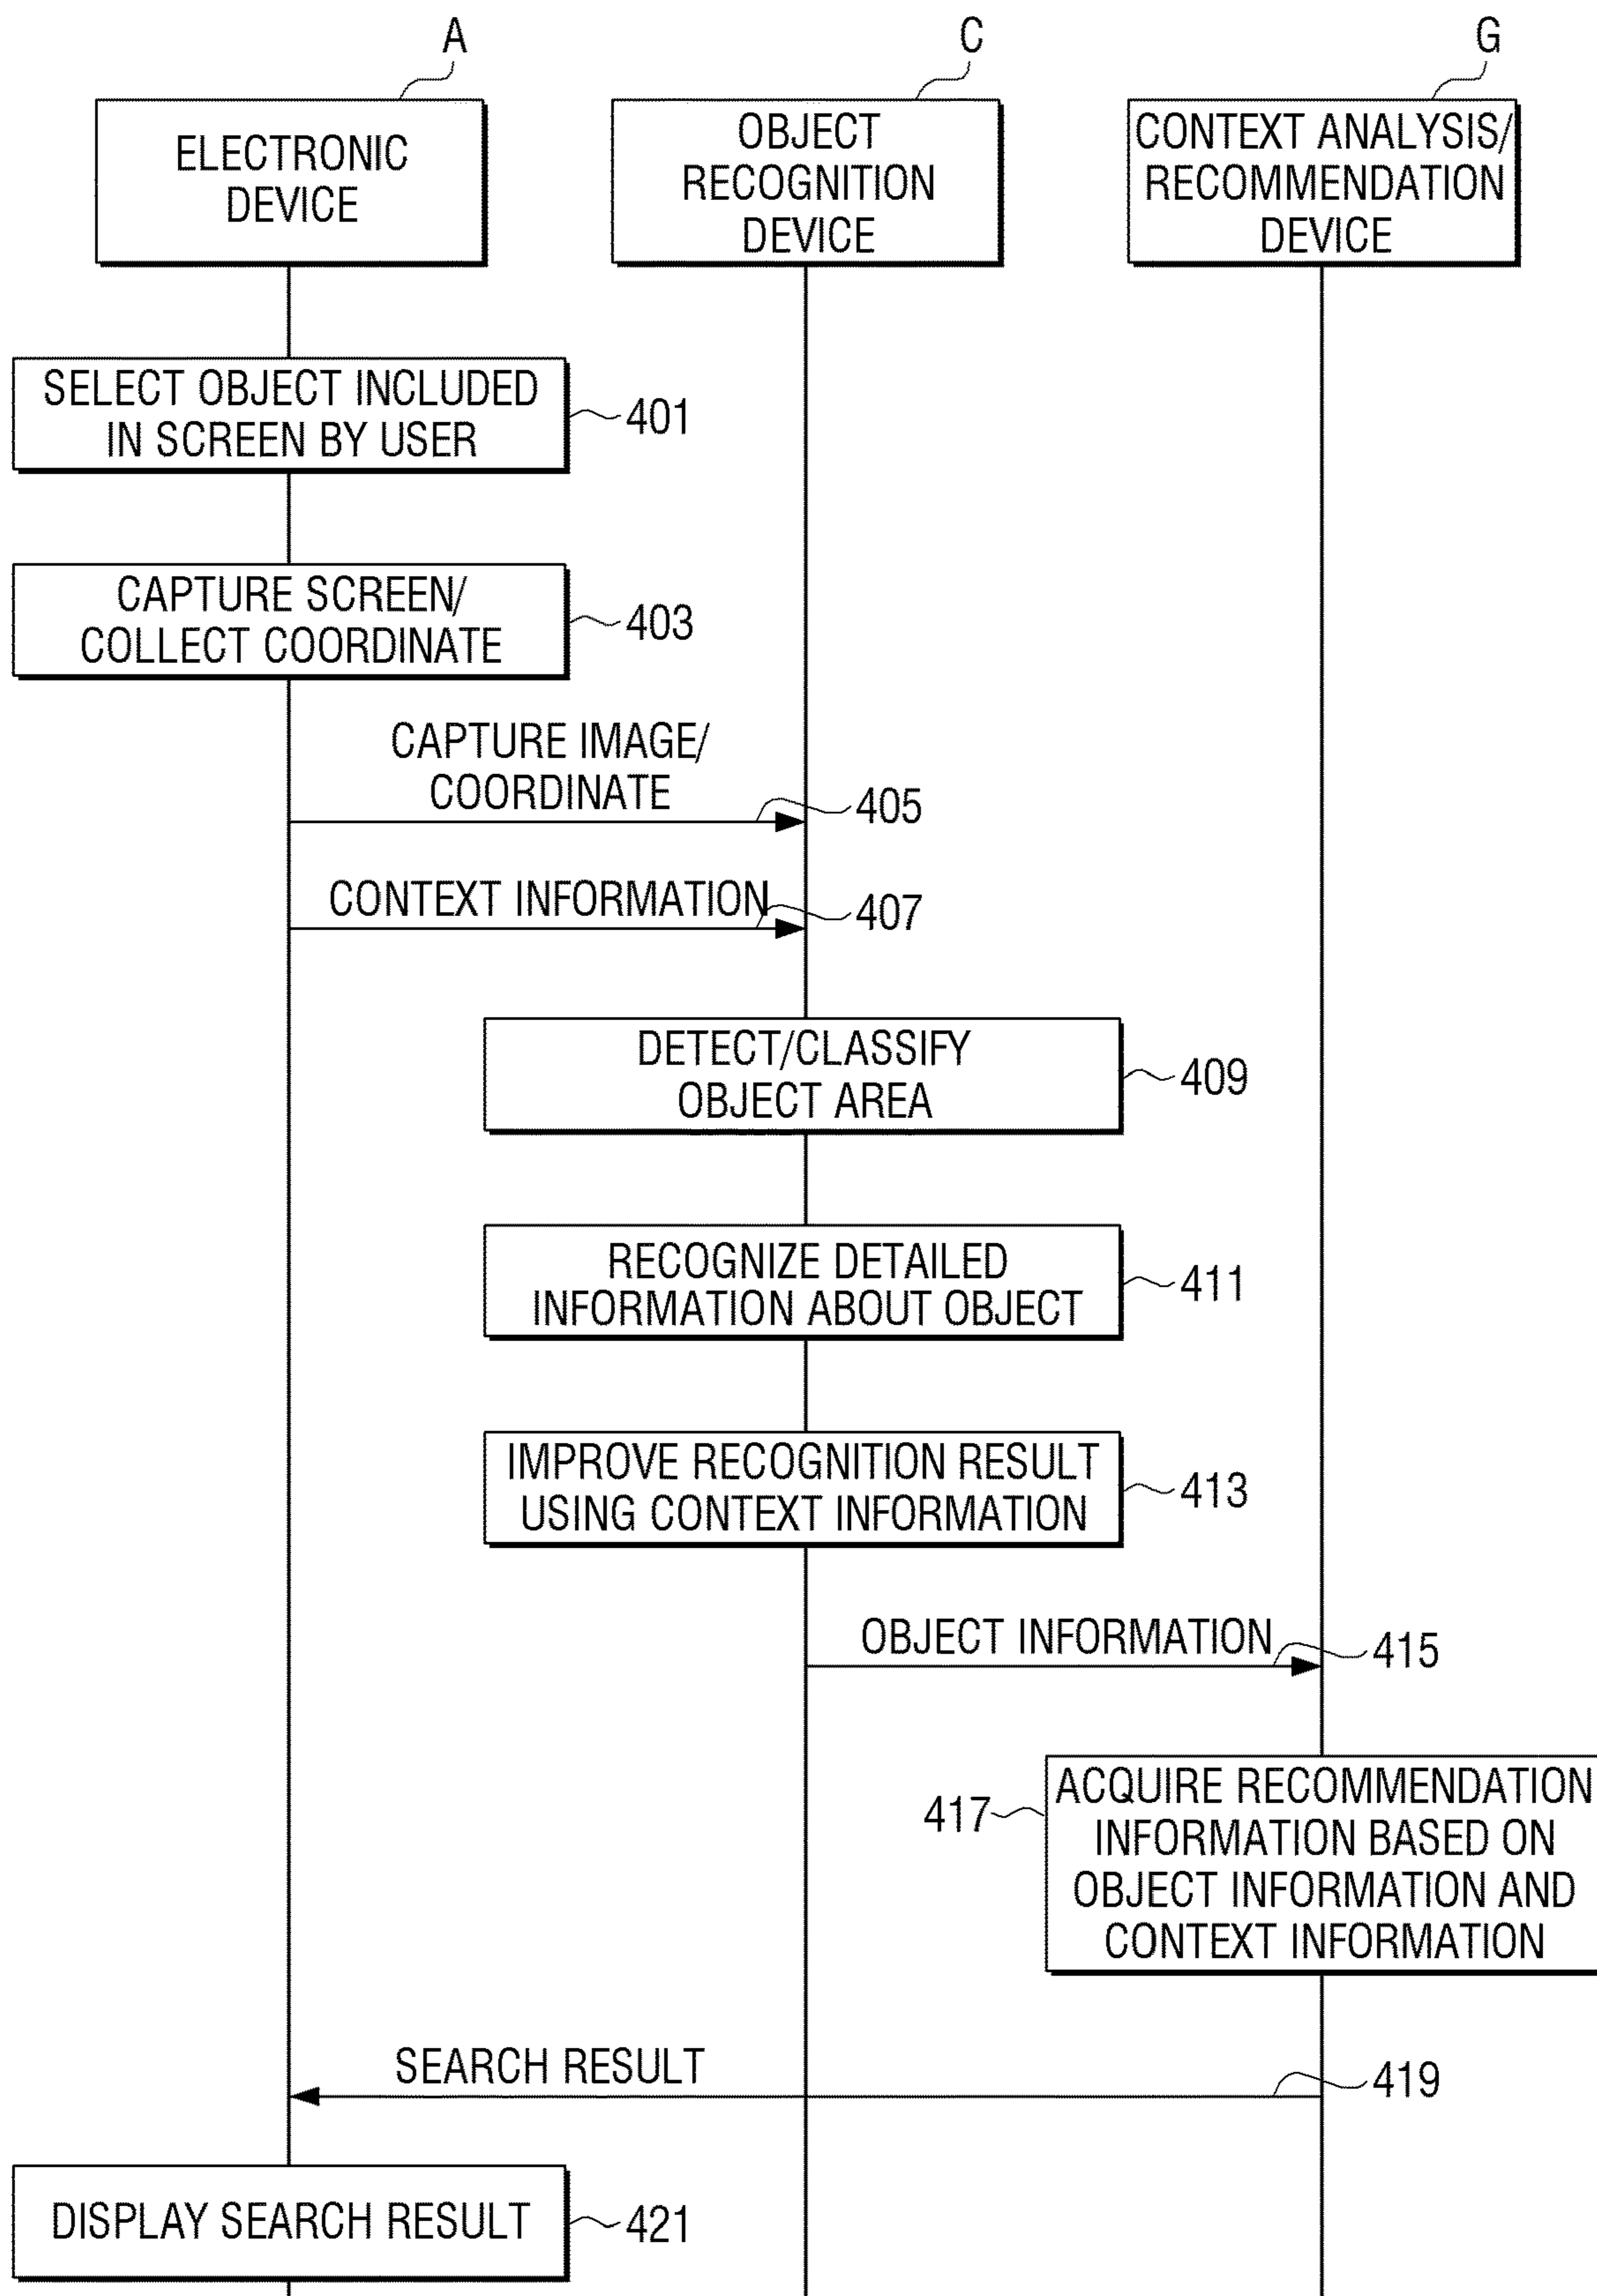 A
C
G
ELECTRONIC
DEVICE
OBJECT
RECOGNITION
DEVICE
CONTEXT ANALYSIS/
RECOMMENDATION
DEVICE
SELECT OBJECT INCLUDED
IN SCREEN BY USER
401
CAPTURE SCREEN/
COLLECT COORDINATE
403
CAPTURE IMAGE/
COORDINATE
405
CONTEXT INFORMATION
407
DETECT/CLASSIFY
OBJECT AREA
409
RECOGNIZE DETAILED
INFORMATION ABOUT OBJECT
411
IMPROVE RECOGNITION RESULT
USING CONTEXT INFORMATION
413
OBJECT INFORMATION
415
417
ACQUIRE RECOMMENDATION
INFORMATION BASED ON
OBJECT INFORMATION AND
CONTEXT INFORMATION
SEARCH RESULT
419
DISPLAY SEARCH RESULT
421